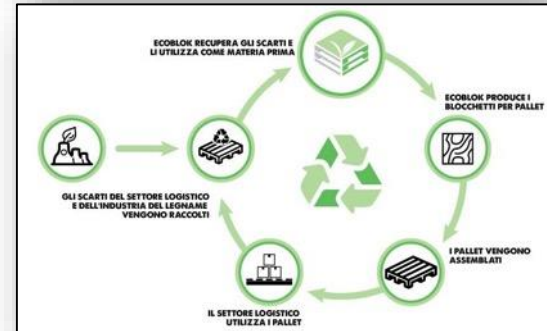 ECOBLOK RECUPERA GLI SCARTI E
LI UTILIZZA COME MATERIA PRIMA
ECOBLOK PRODUCE I
BLOCCHETTI PER PALLET
I PALLET VENGONO
ASSEMBLATI
IL SETTORE LOGISTICO
UTILIZZA I PALLET
GLI SCARTI DEL SETTORE LOGISTICO
E DELL'INDUSTRIA DEL LEGNAME
VENGONO RACCOLTI